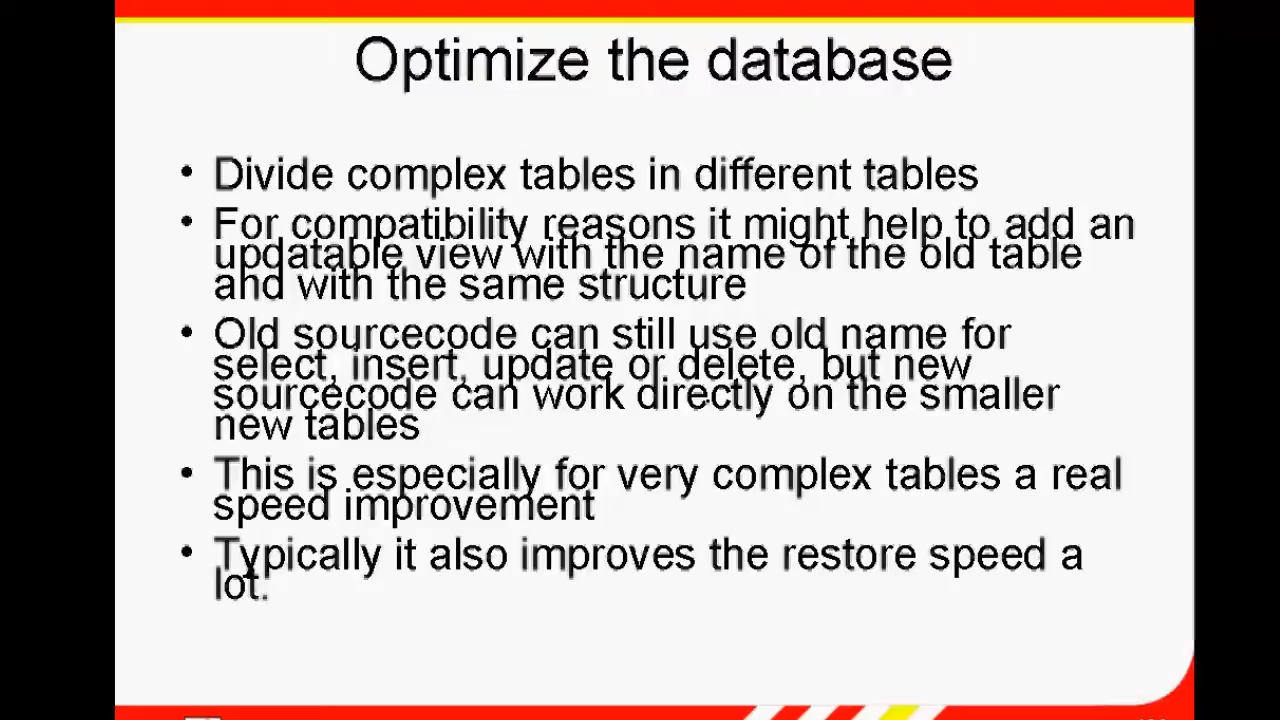 Optimize the database
• Divide complex tables in different tables
• For compatibility reasons it might help to add an
updatable view with the name of the old table
and with the same structure
• Old sourcecode can still use old name for
select, insert, update or delete, but new
sourcecode can work directly on the smaller
new tables
• This is especially for very complex tables a real
speed improvement
• Typically it also improves the restore speed a
lot.